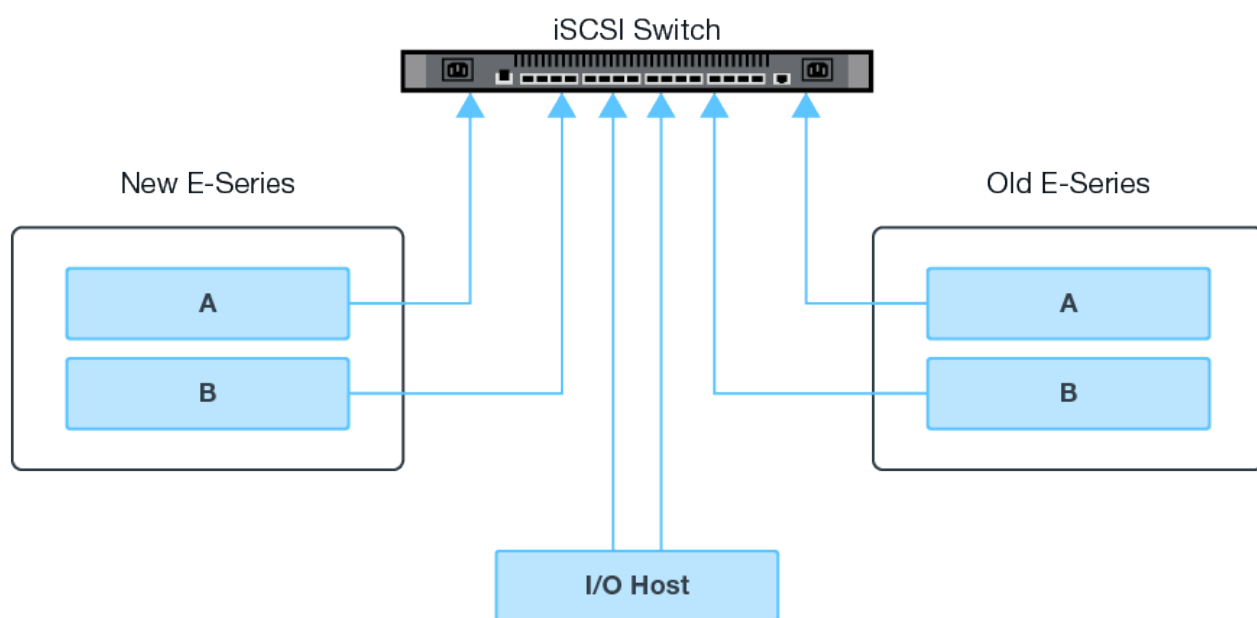 iSCSI Switch
New E-Series
Old E-Series
A
B
A
B
I/O Host